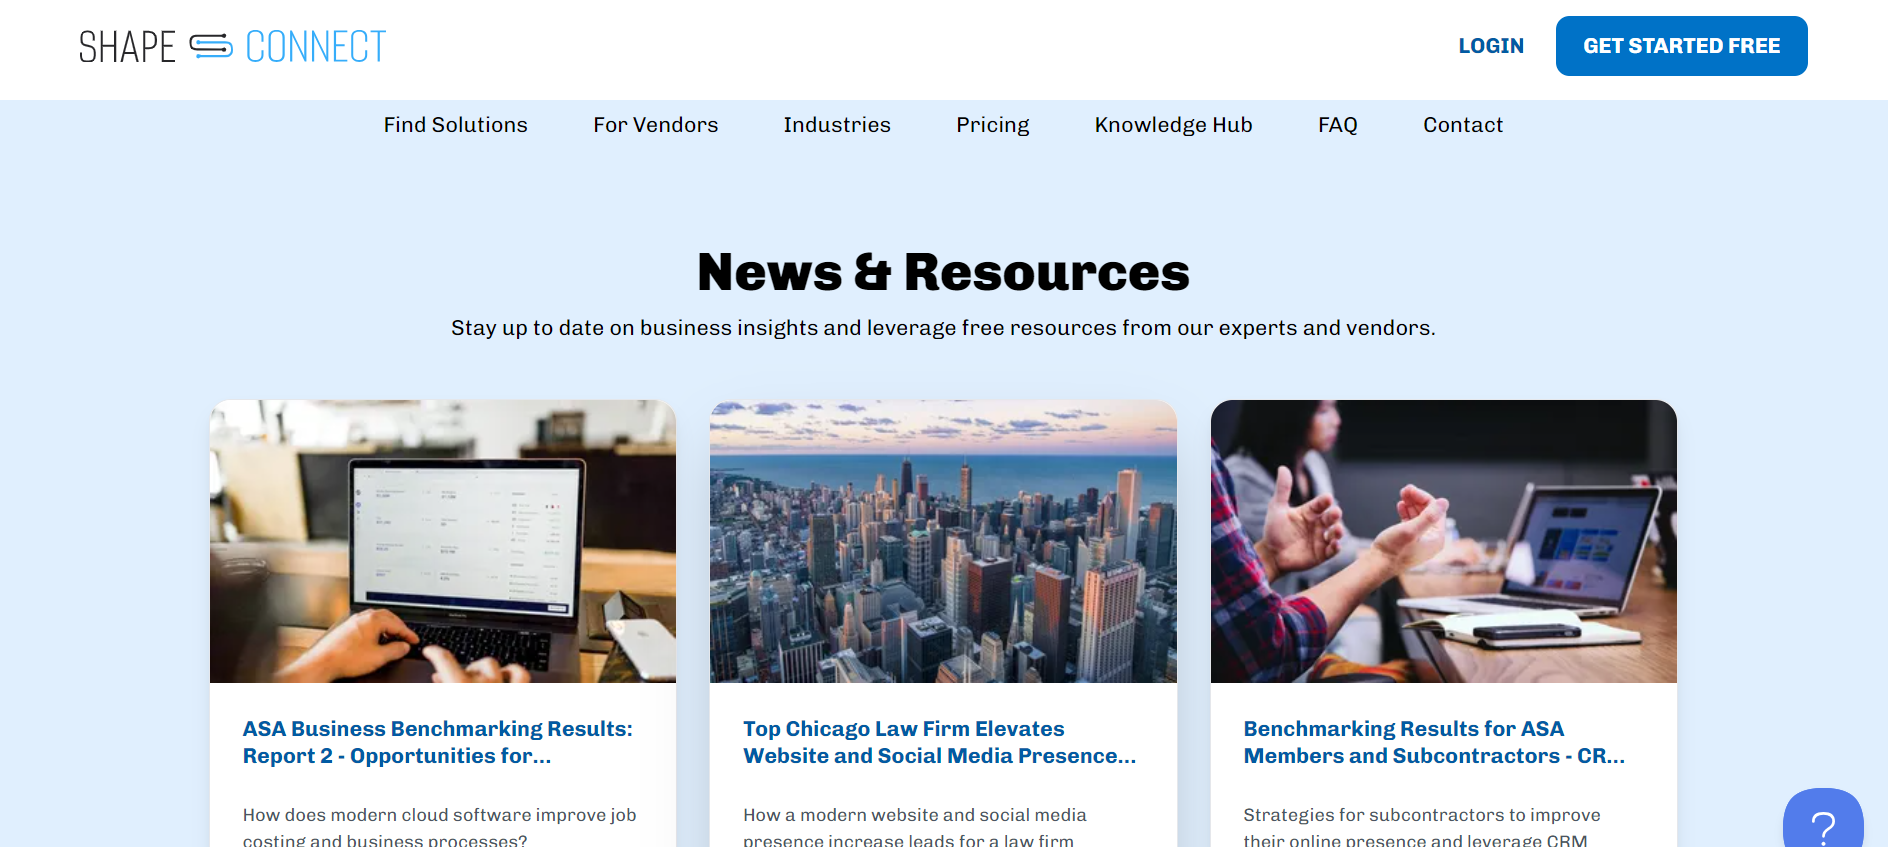 SHAPE CONNECT
LOGIN
GET STARTED FREE
Find Solutions
For Vendors
Industries
Pricing
Knowledge Hub
FAQ
Contact
News & Resources
Stay up to date on business insights and leverage free resources from our experts and vendors.
ASA Business Benchmarking Results:
Report 2 - Opportunities for...
How does modern cloud software improve job
costing and business processes?
Top Chicago Law Firm Elevates
Website and Social Media Presence...
How a modern website and social media
presence increase leads for a law firm
Benchmarking Results for ASA
Members and Subcontractors - CR...
Strategies for subcontractors to improve
their online presence and leverage CRM
?